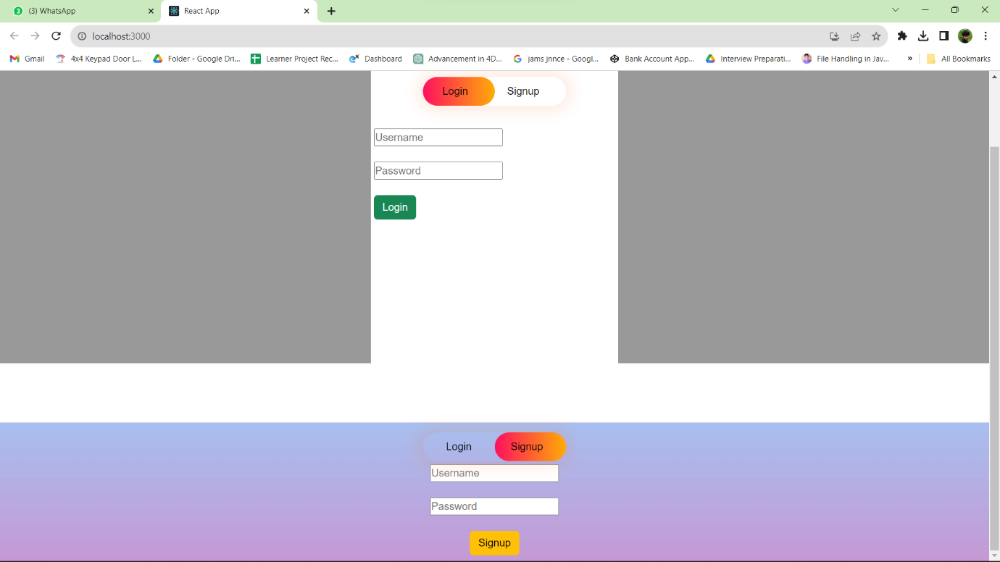 3 (3) WhatsApp
React App
localhost:3000
Gmail
4x4 Keypad Door L...
Folder - Google Dri...
Learner Project Rec...
Dashboard
Advancement in 4D...
jams jnnce - Googl...
Bank Account App...
Interview Preparati...
File Handling in Jav...
»
All Bookmarks
Login Signup
Username
Password
Login
Login Signup
Username
Password
Signup